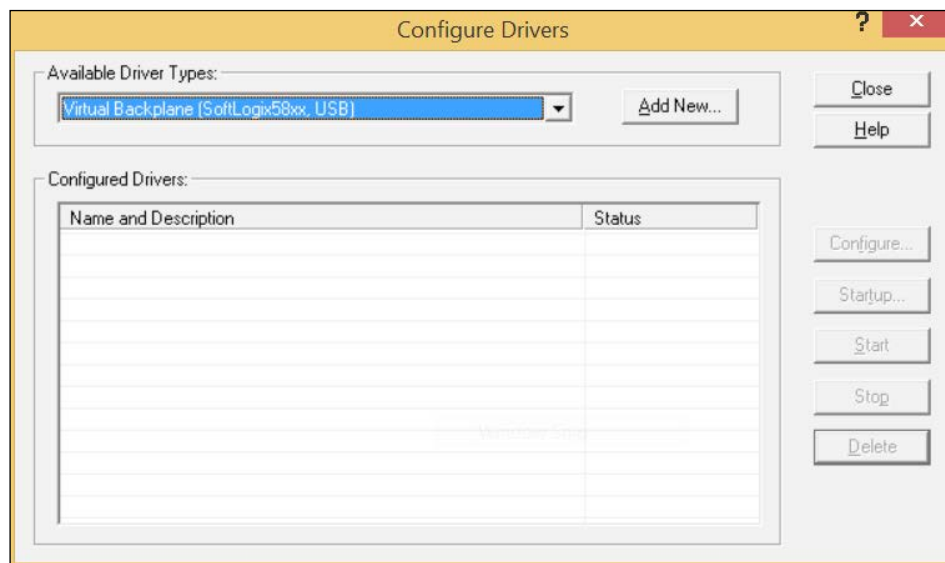 Configure Drivers
?
Available Driver Types:
Virtual Backplane (SoftLogix58xx, USB)
Add New...
Close
Help
Configured Drivers:
Name and Description Status
Configure...
Startup...
Start
Stop
Delete